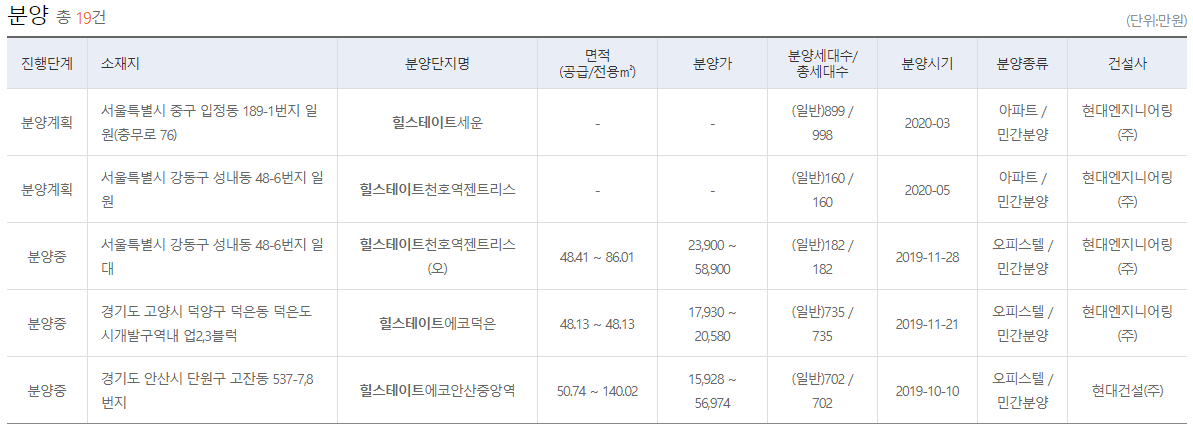 분양 총 19건
(단위:만원)
진행단계 소재지 분양단지명 면적 (공급/전용㎡) 분양가 분양세대수/ 총세대수 분양시기 분양종류 건설사
분양계획 서울특별시 중구 입정동 189-1번지 일 원(충무로 76) 힐스테이트세운 - - (일반)899 / 998 2020-03 아파트 / 민간분양 현대엔지니어링 (주)
분양계획 서울특별시 강동구 성내동 48-6번지 일 원 힐스테이트천호역젠트리스 - - (일반)160 / 160 2020-05 아파트 / 민간분양 현대엔지니어링 (주)
분양중 서울특별시 강동구 성내동 48-6번지 일 대 힐스테이트천호역젠트리스 (오) 48.41 ~ 86.01 23,900 ~ 58,900 (일반)182 / 182 2019-11-28 오피스텔 / 민간분양 현대엔지니어링 (주)
분양중 경기도 고양시 덕양구 덕은동 덕은도 시개발구역내 업2,3블럭 힐스테이트에코덕은 48.13 ~ 48.13 17,930 ~ 20,580 (일반)735 / 735 2019-11-21 오피스텔 / 민간분양 현대엔지니어링 (주)
분양중 경기도 안산시 단원구 고잔동 537-7,8 번지 힐스테이트에코안산중앙역 50.74 ~ 140.02 15,928 ~ 56,974 (일반)702 / 702 2019-10-10 오피스텔 / 민간분양 현대건설(주)